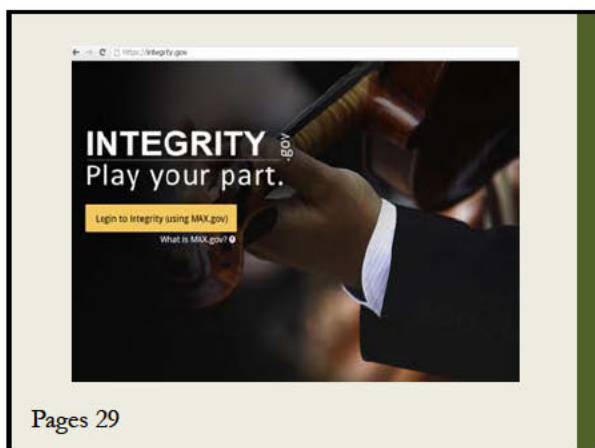 https://integrity.gov
INTEGRITY .gov
Play your part.
Login to Integrity (using MAX.gov)
What is MAX.gov?
Pages 29